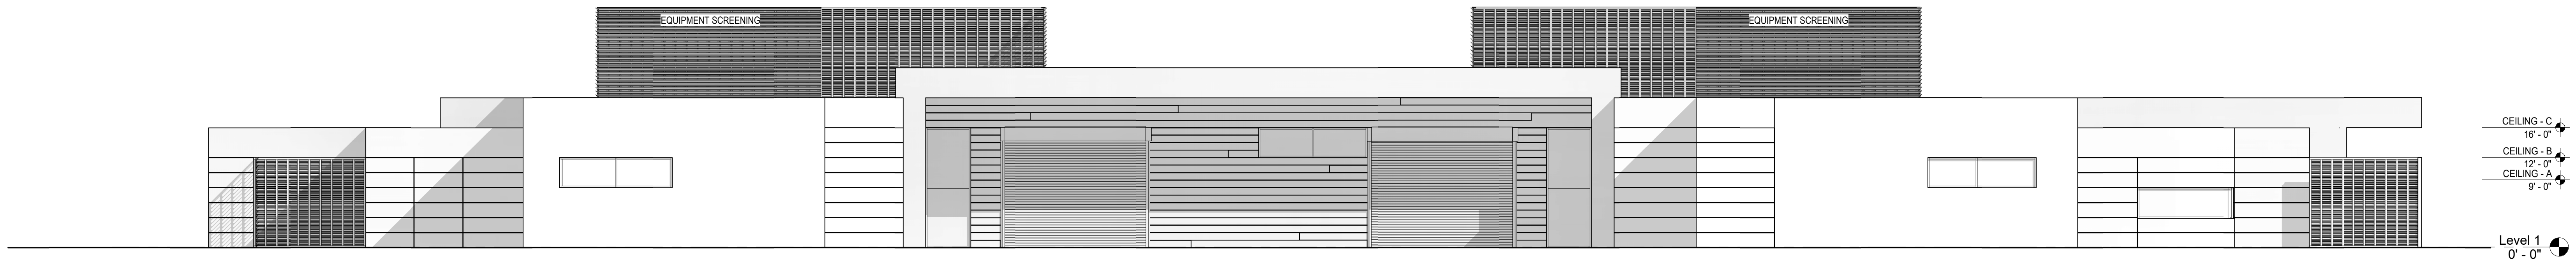 EQUIPMENT SCREENING
EQUIPMENT SCREENING
CEILING - C
16' - 0"
CEILING - B
12' - 0"
CEILING - A
9' - 0"
Level 1
0' - 0"